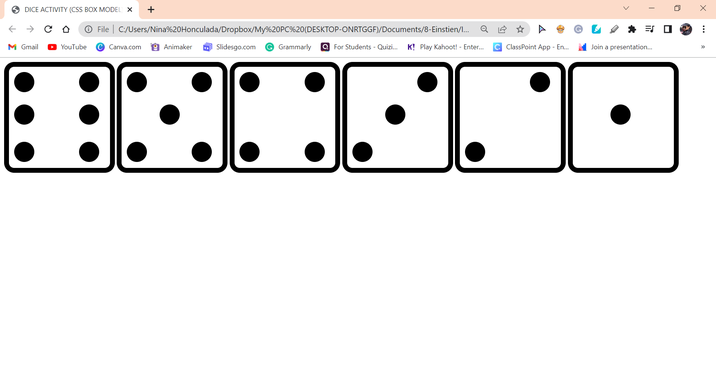 DICE ACTIVITY (CSS BOX MODEL
File C:/Users/Nina%20Honculada/Dropbox/My%20PC%20(DESKTOP-ONRTGGF)/Documents/8-Einstien/I...
Gmail YouTube Canva.com Animaker Slidesgo.com Grammarly For Students - Quizi... K! Play Kahoot! - Enter... ClassPoint App - En... Join a presentation... »